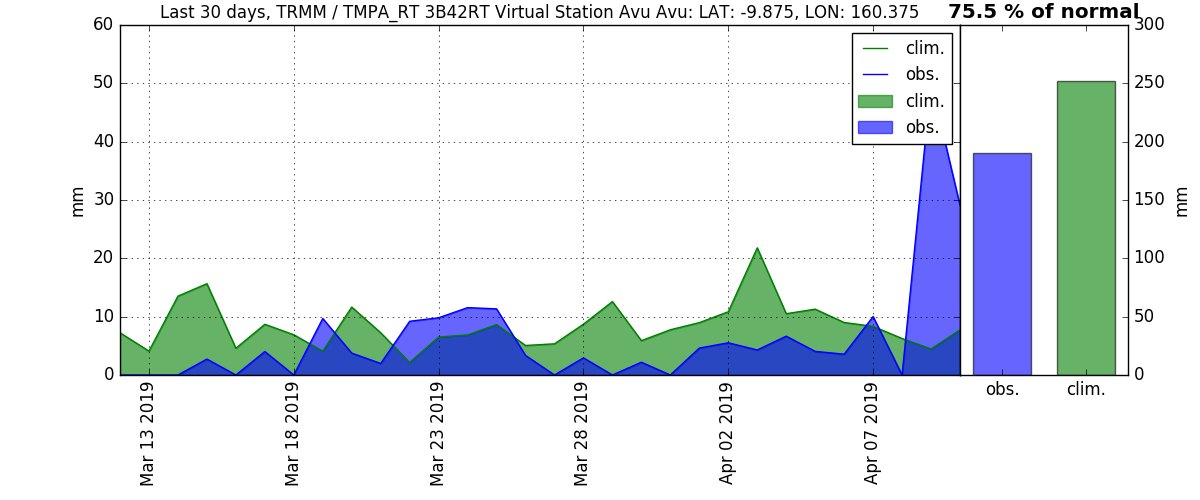 Last 30 days, TRMM / TMPA_RT 3B42RT Virtual Station Avu Avu: LAT: -9.875, LON: 160.375
75.5 % of normal
60
50
40
30
20
10
0
mm
clim.
obs.
clim.
obs.
300
250
200
150
100
50
0
mm
Mar 13 2019
Mar 18 2019
Mar 23 2019
Mar 28 2019
Apr 02 2019
Apr 07 2019
obs.
clim.